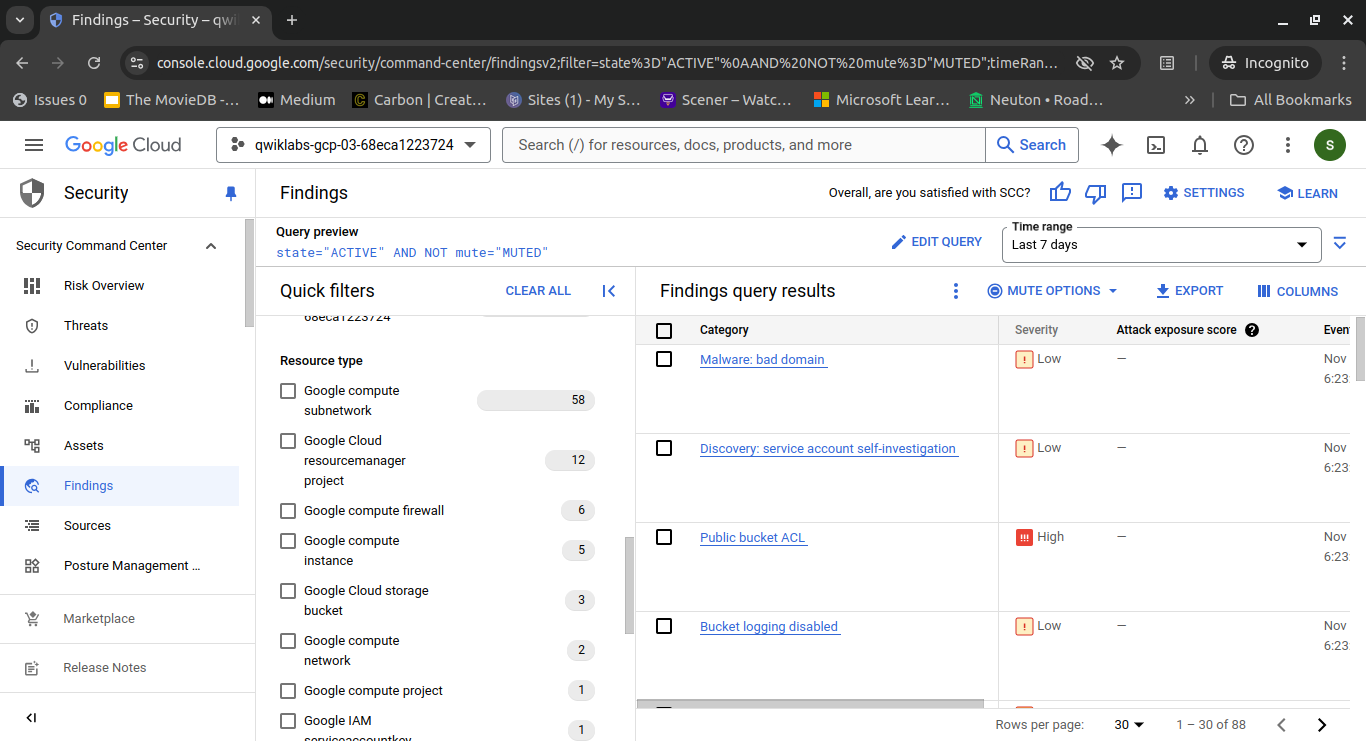 Findings – Security – qwi
console.cloud.google.com/security/command-center/findingsv2;filter=state%3D"ACTIVE"%0AAND%20NOT%20mute%3D"MUTED";timeRan...
Incognito
Issues 0
The MovieDB -...
Medium
Carbon | Creat...
Sites (1) - My S...
Scener – Watc...
Microsoft Lear...
Neuton • Road...
All Bookmarks
Google Cloud
qwiklabs-gcp-03-68eca1223724
Search (/) for resources, docs, products, and more
Search
S
Security
Findings
Overall, are you satisfied with SCC?
SETTINGS
LEARN
Security Command Center
Risk Overview
Threats
Vulnerabilities
Compliance
Assets
Findings
Sources
Posture Management ...
Marketplace
Release Notes
Query preview
state="ACTIVE" AND NOT mute="MUTED"
EDIT QUERY
Time range
Last 7 days
Quick filters
CLEAR ALL
68eca1223724
Resource type
Google compute
subnetwork
58
Google Cloud
resourcemanager
project
12
Google compute firewall
6
Google compute
instance
5
Google Cloud storage
bucket
3
Google compute
network
2
Google compute project
1
Google IAM
serviceaccountkey
1
Findings query results
MUTE OPTIONS
EXPORT
COLUMNS
Category
Severity
Attack exposure score
Even
Malware: bad domain
Low
—
Nov
6:23
Discovery: service account self-investigation
Low
—
Nov
6:23
Public bucket ACL
High
—
Nov
6:23
Bucket logging disabled
Low
—
Nov
6:23
Rows per page:
30
1 – 30 of 88